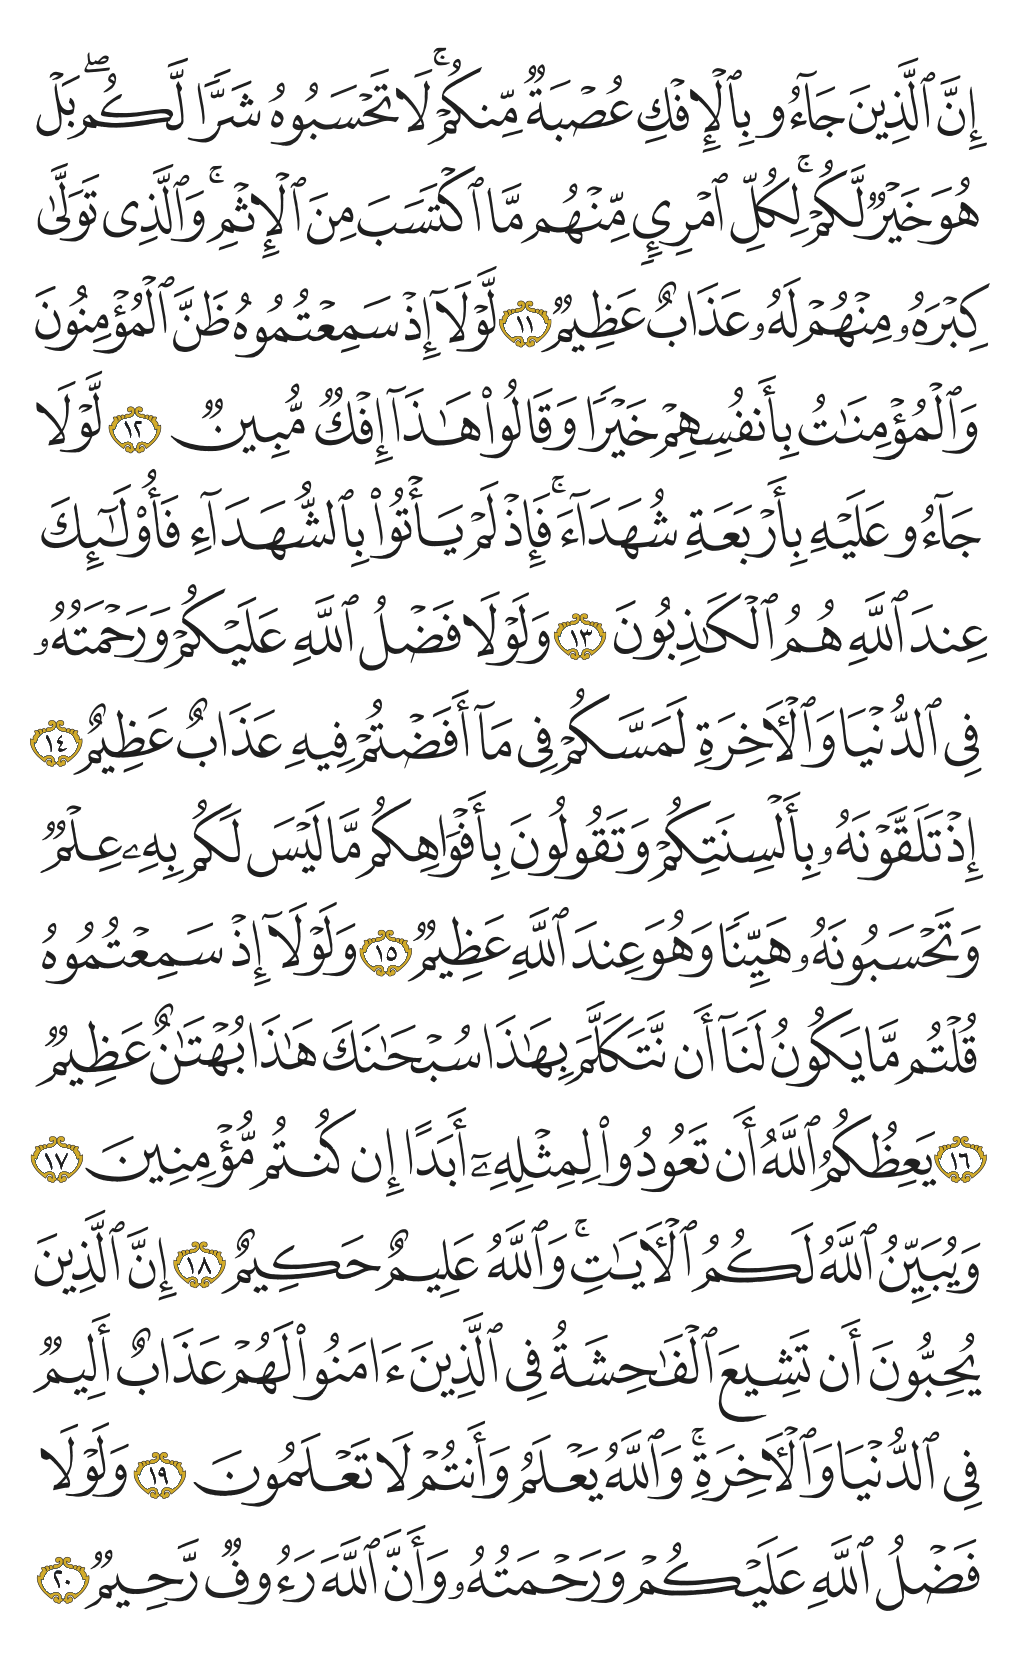 إِنَّ ٱلَّذِينَ جَآءُو بِٱلْإِفْكِ عُصْبَةٌ مِّنكُمْ ۚ لَا تَحْسَبُوهُ شَرًّا لَّكُم ۖ بَلْ
هُوَ خَيْرٌ لَّكُمْ ۚ لِكُلِّ ٱمْرِئٍ مِّنْهُم مَّا ٱكْتَسَبَ مِنَ ٱلْإِثْمِ ۚ وَٱلَّذِى تَوَلَّىٰ
كِبْرَهُۥ مِنْهُمْ لَهُۥ عَذَابٌ عَظِيمٌ ١١ لَّوْلَآ إِذْ سَمِعْتُمُوهُ ظَنَّ ٱلْمُؤْمِنُونَ
وَٱلْمُؤْمِنَـٰتُ بِأَنفُسِهِمْ خَيْرًا وَقَالُوا۟ هَـٰذَآ إِفْكٌ مُّبِينٌ ١٢ لَّوْلَا
جَآءُو عَلَيْهِ بِأَرْبَعَةِ شُهَدَآءَ ۚ فَإِذْ لَمْ يَأْتُوا۟ بِٱلشُّهَدَآءِ فَأُو۟لَـٰٓئِكَ
عِندَ ٱللَّهِ هُمُ ٱلْكَـٰذِبُونَ ١٣ وَلَوْلَا فَضْلُ ٱللَّهِ عَلَيْكُمْ وَرَحْمَتُهُۥ
فِى ٱلدُّنْيَا وَٱلْـَٔاخِرَةِ لَمَسَّكُمْ فِى مَآ أَفَضْتُمْ فِيهِ عَذَابٌ عَظِيمٌ ١٤
إِذْ تَلَقَّوْنَهُۥ بِأَلْسِنَتِكُمْ وَتَقُولُونَ بِأَفْوَاهِكُم مَّا لَيْسَ لَكُم بِهِۦ عِلْمٌ
وَتَحْسَبُونَهُۥ هَيِّنًا وَهُوَ عِندَ ٱللَّهِ عَظِيمٌ ١٥ وَلَوْلَآ إِذْ سَمِعْتُمُوهُ
قُلْتُم مَّا يَكُونُ لَنَآ أَن نَّتَكَلَّمَ بِهَـٰذَا سُبْحَـٰنَكَ هَـٰذَا بُهْتَـٰنٌ عَظِيمٌ
١٦ يَعِظُكُمُ ٱللَّهُ أَن تَعُودُوا۟ لِمِثْلِهِۦٓ أَبَدًا إِن كُنتُم مُّؤْمِنِينَ ١٧
وَيُبَيِّنُ ٱللَّهُ لَكُمُ ٱلْـَٔايَـٰتِ ۚ وَٱللَّهُ عَلِيمٌ حَكِيمٌ ١٨ إِنَّ ٱلَّذِينَ
يُحِبُّونَ أَن تَشِيعَ ٱلْفَـٰحِشَةُ فِى ٱلَّذِينَ ءَامَنُوا۟ لَهُمْ عَذَابٌ أَلِيمٌ
فِى ٱلدُّنْيَا وَٱلْـَٔاخِرَةِ ۚ وَٱللَّهُ يَعْلَمُ وَأَنتُمْ لَا تَعْلَمُونَ ١٩ وَلَوْلَا
فَضْلُ ٱللَّهِ عَلَيْكُمْ وَرَحْمَتُهُۥ وَأَنَّ ٱللَّهَ رَءُوفٌ رَّحِيمٌ ٢٠